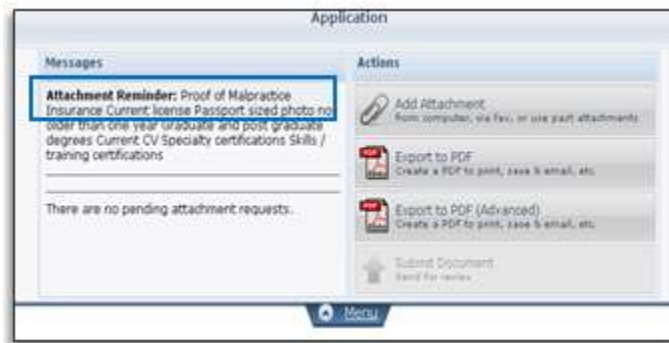 Application
Messages
Attachment Reminder: Proof of Malpractice
Insurance Current license Passport sized photo no
older than one year Graduate and post graduate
degrees Current CV Specialty certifications Skills /
training certifications
There are no pending attachment requests.
Actions
Add Attachment
from computer, via fax, or use past attachments
Export to PDF
Create a PDF to print, save & email, etc.
Export to PDF (Advanced)
Create a PDF to print, save & email, etc.
Submit Document
Send for review
Menu